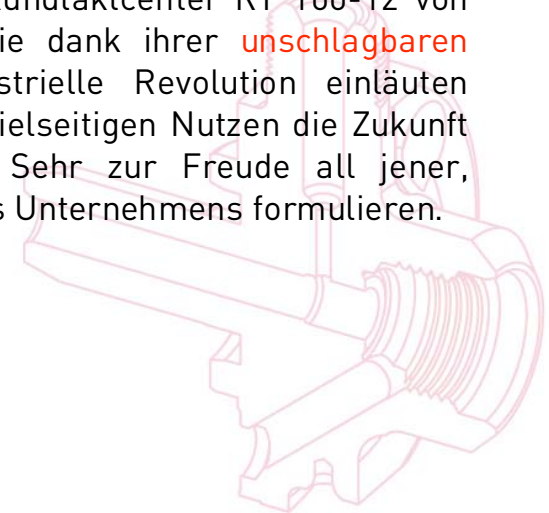 undtaktcenter RT 160-12 von
ie dank ihrer unschlagbaren
strielle Revolution einläuten
ielseitigen Nutzen die Zukunft
Sehr zur Freude all jener,
s Unternehmens formulieren.